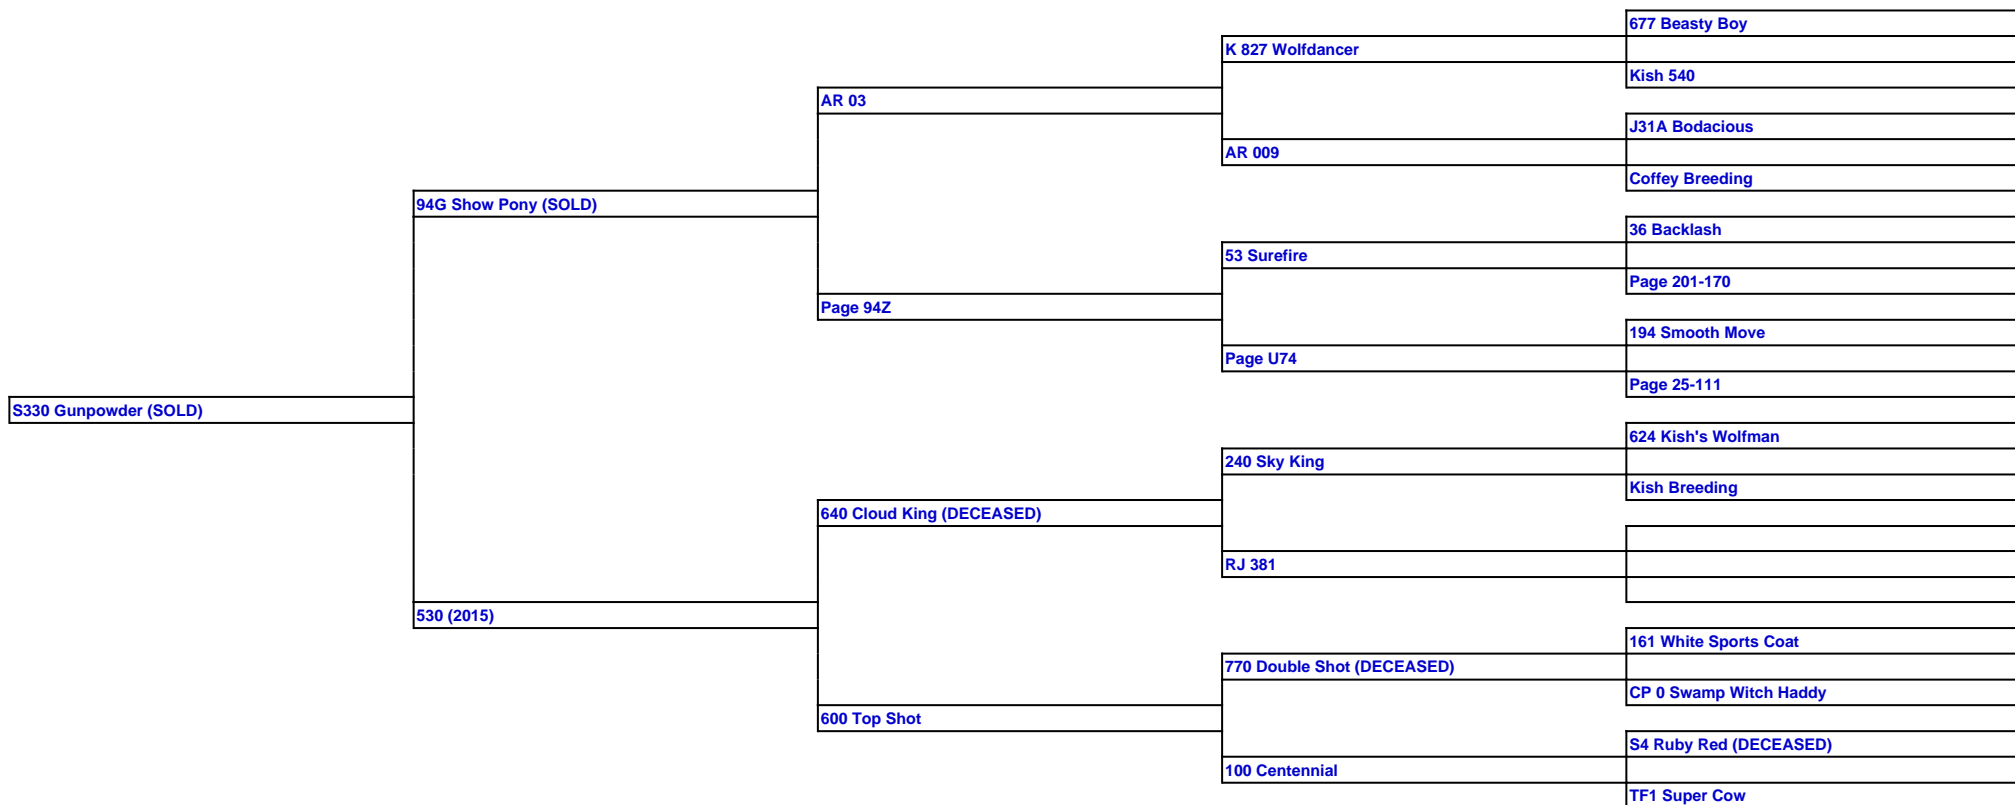 677 Beasty Boy
K 827 Wolfdancer
Kish 540
AR 03
J31A Bodacious
AR 009
Coffey Breeding
94G Show Pony (SOLD)
36 Backlash
53 Surefire
Page 201-170
Page 94Z
194 Smooth Move
Page U74
Page 25-111
S330 Gunpowder (SOLD)
624 Kish's Wolfman
240 Sky King
Kish Breeding
640 Cloud King (DECEASED)
RJ 381
530 (2015)
161 White Sports Coat
770 Double Shot (DECEASED)
CP 0 Swamp Witch Haddy
600 Top Shot
S4 Ruby Red (DECEASED)
100 Centennial
TF1 Super Cow